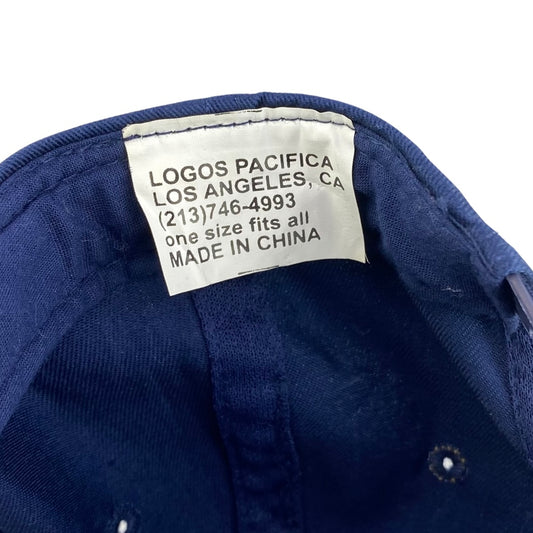 LOGOS PACIFICA
LOS ANGELES, CA
(213)746-4993
one size fits all
MADE IN CHINA